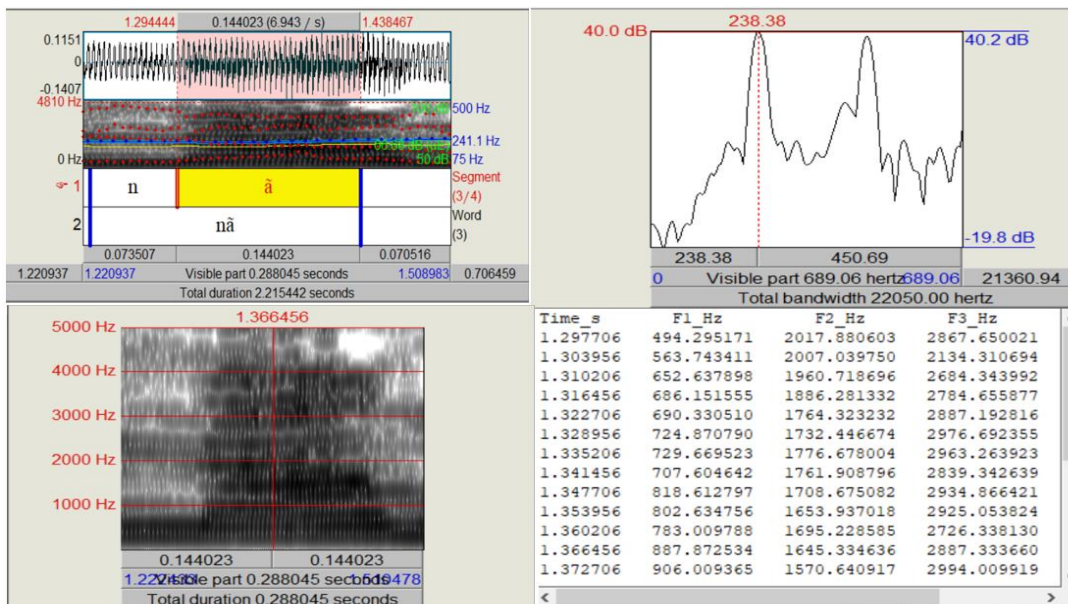 1.294444 0.144023 (6.943 / s) 1.438467
0.1151
0
-0.1407
4810 Hz 500 Hz
241.1 Hz
0 Hz 50 dB 75 Hz
1 n ã Segment
(3/4)
2 nã Word
(3)
0.073507 0.144023 0.070516
1.220937 1.220937 Visible part 0.288045 seconds 1.508983 0.706459
Total duration 2.215442 seconds
238.38
40.0 dB 40.2 dB
-19.8 dB
238.38 450.69
0 Visible part 689.06 hertz 689.06 21360.94
Total bandwidth 22050.00 hertz
1.366456
5000 Hz
4000 Hz
3000 Hz
2000 Hz
1000 Hz
0.144023 0.144023
Visible part 0.288045 seconds
Total duration 0.288045 seconds
Time_s F1_Hz F2_Hz F3_Hz
1.297706 494.295171 2017.880603 2867.650021
1.303956 563.743411 2007.039750 2134.310694
1.310206 652.637898 1960.718696 2684.343992
1.316456 686.151555 1886.281332 2784.655877
1.322706 690.330510 1764.323232 2887.192816
1.328956 724.870790 1732.446674 2976.692355
1.335206 729.669523 1776.678004 2963.263923
1.341456 707.604642 1761.908796 2839.342639
1.347706 818.612797 1708.675082 2934.866421
1.353956 802.634756 1653.937018 2925.053824
1.360206 783.009788 1695.228585 2726.338130
1.366456 887.872534 1645.334636 2887.333660
1.372706 906.009365 1570.640917 2994.009919